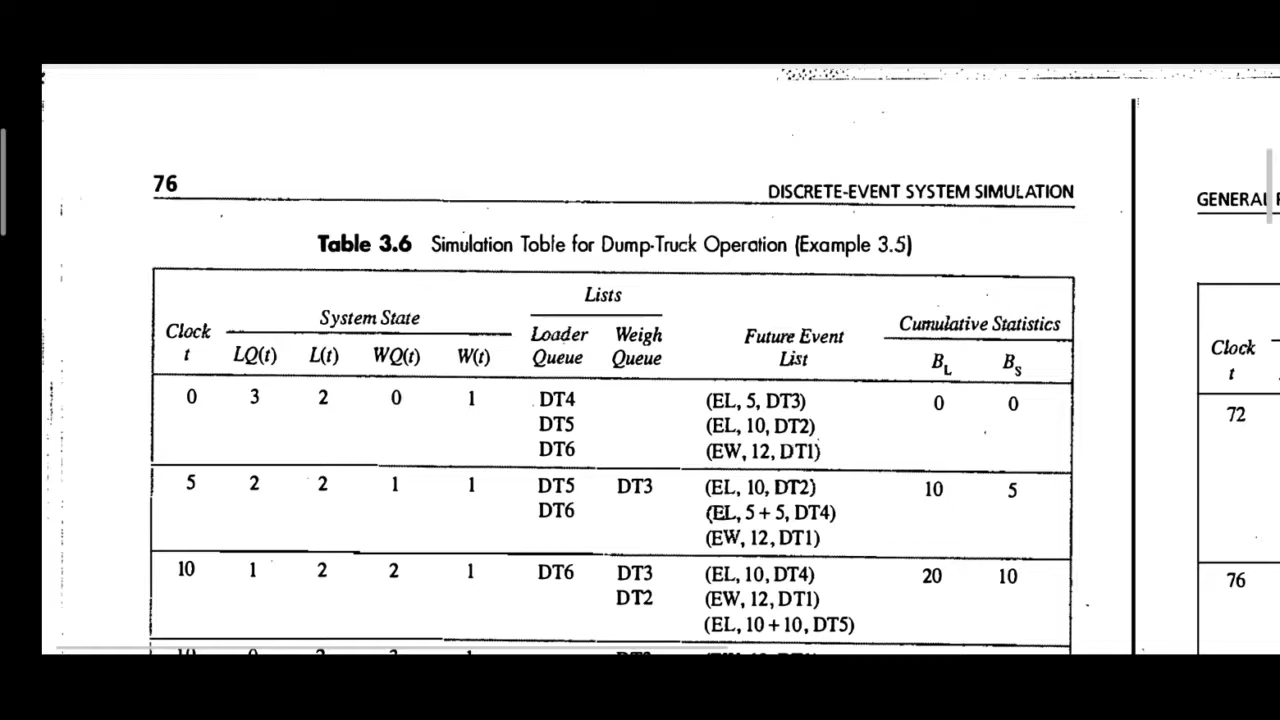 76
DISCRETE-EVENT SYSTEM SIMULATION
GENERAL
Table 3.6 Simulation Table for Dump-Truck Operation (Example 3.5)
Lists
System State
Cumulative Statistics
Clock Loader Weigh Future Event
t LQ(t) L(t) WQ(t) W(t) Queue Queue List B_L B_S
0 3 2 0 1 DT4 (EL, 5, DT3) 0 0
DT5 (EL, 10, DT2)
DT6 (EW, 12, DT1)
5 2 2 1 1 DT5 DT3 (EL, 10, DT2) 10 5
DT6 (EL, 5 + 5, DT4)
(EW, 12, DT1)
10 1 2 2 1 DT6 DT3 (EL, 10, DT4) 20 10
DT2 (EW, 12, DT1)
(EL, 10 + 10, DT5)
Clock
t
72
76